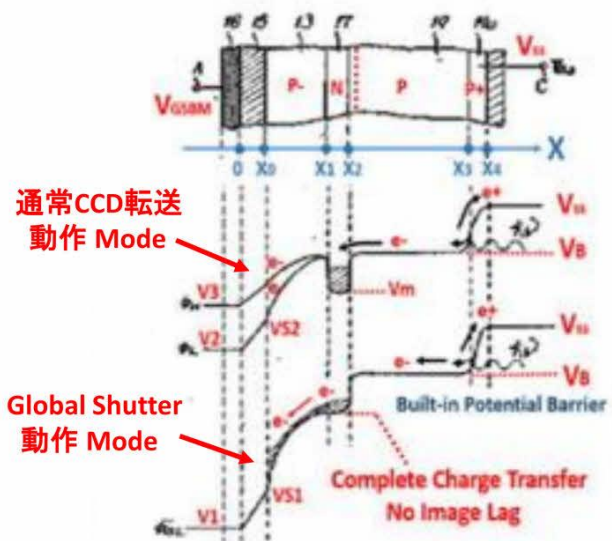 16 15 13 17 19
A P- N P P+ Vss
VGSBM C
0 X0 X1 X2 X3 X4 X
通常CCD転送
動作 Mode
e+ Vss
e- e- e-
V3 VB
Vm
V2 VS2
e+
e- Vss
Global Shutter
動作 Mode
e- e- VB
Built-in Potential Barrier
VS1
Complete Charge Transfer
V1 No Image Lag